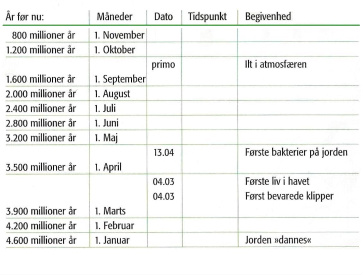 År før nu: Måneder Dato Tidspunkt Begivenhed
800 millioner år 1. November
1.200 millioner år 1. Oktober
primo Ilt i atmosfæren
1.600 millioner år 1. September
2.000 millioner år 1. August
2.400 millioner år 1. Juli
2.800 millioner år 1. Juni
3.200 millioner år 1. Maj
13.04 Første bakterier på jorden
3.500 millioner år 1. April
04.03 Første liv i havet
04.03 Først bevarede klipper
3.900 millioner år 1. Marts
4.200 millioner år 1. Februar
4.600 millioner år 1. Januar Jorden »dannes«